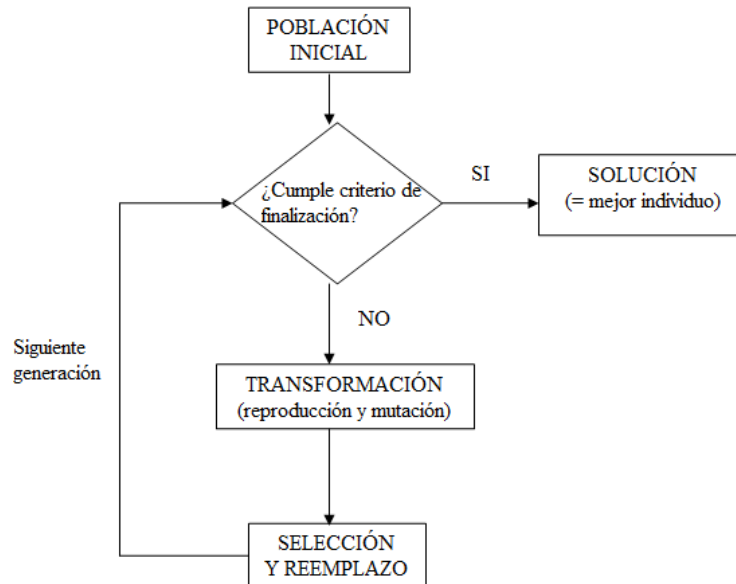 POBLACIÓN
INICIAL
¿Cumple criterio de
finalización?
SI
SOLUCIÓN
(= mejor individuo)
NO
Siguiente
generación
TRANSFORMACIÓN
(reproducción y mutación)
SELECCIÓN
Y REEMPLAZO